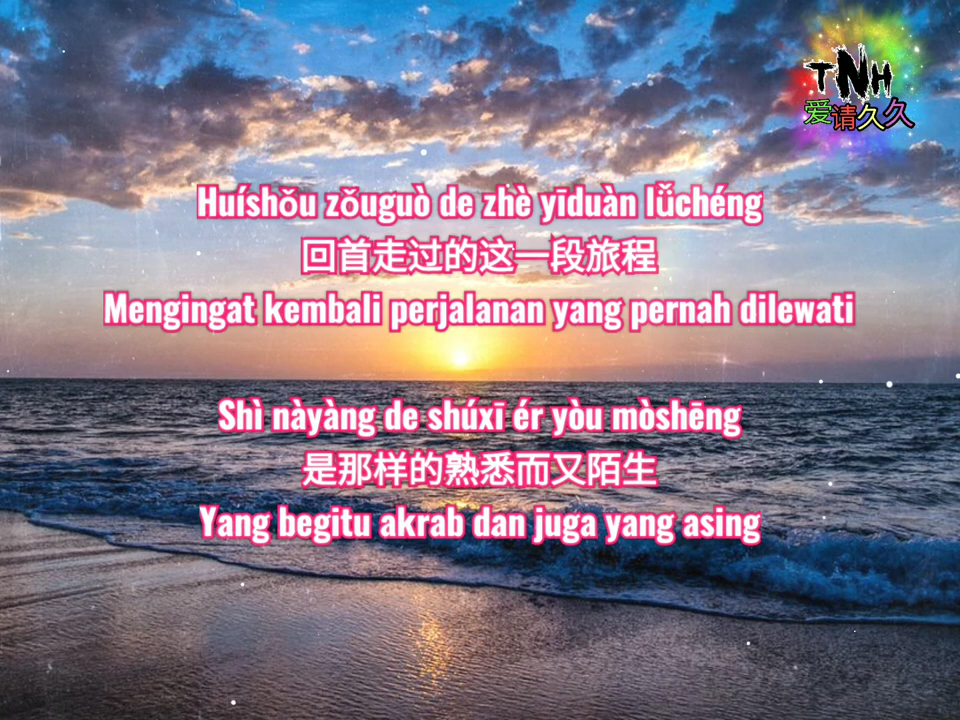 TNH
爱请久久
Huíshǒu zǒuguò de zhè yīduàn lǚchéng
回首走过的这一段旅程
Mengingat kembali perjalanan yang pernah dilewati
Shì nàyàng de shúxī ér yòu mòshēng
是那样的熟悉而又陌生
Yang begitu akrab dan juga yang asing